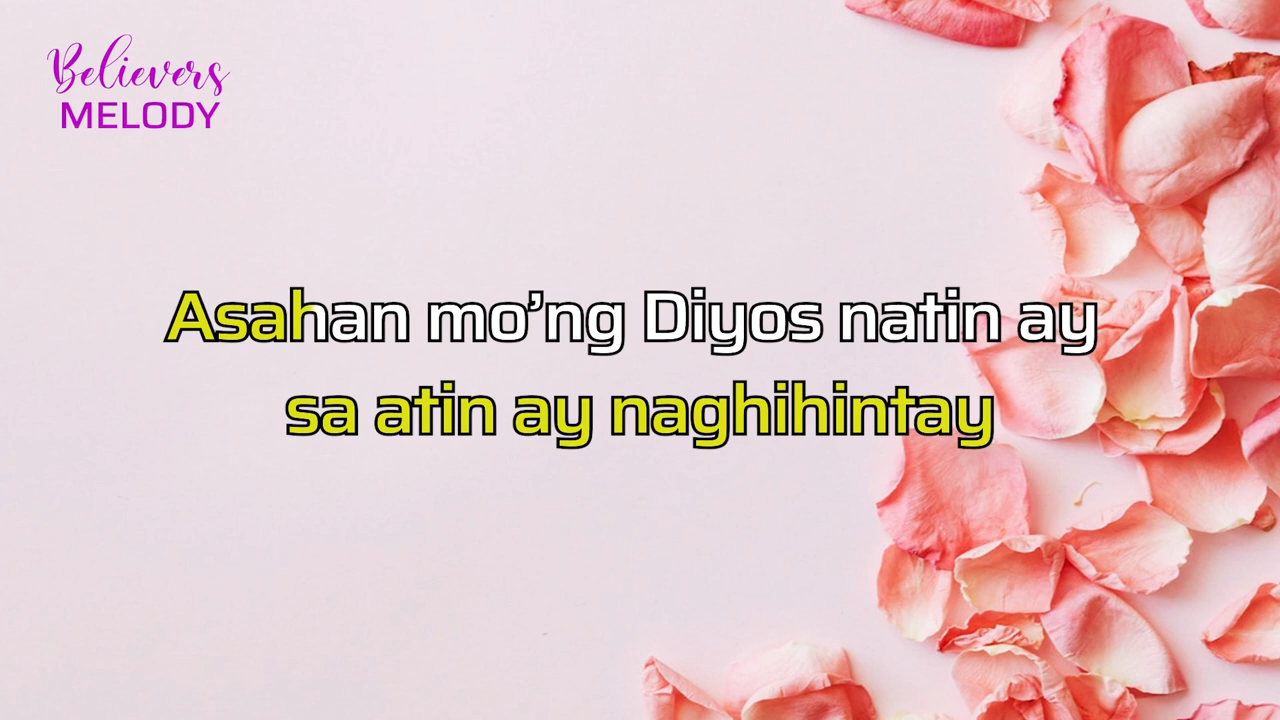 Believers
MELODY
Asahan mo’ng Diyos natin ay
sa atin ay naghihintay